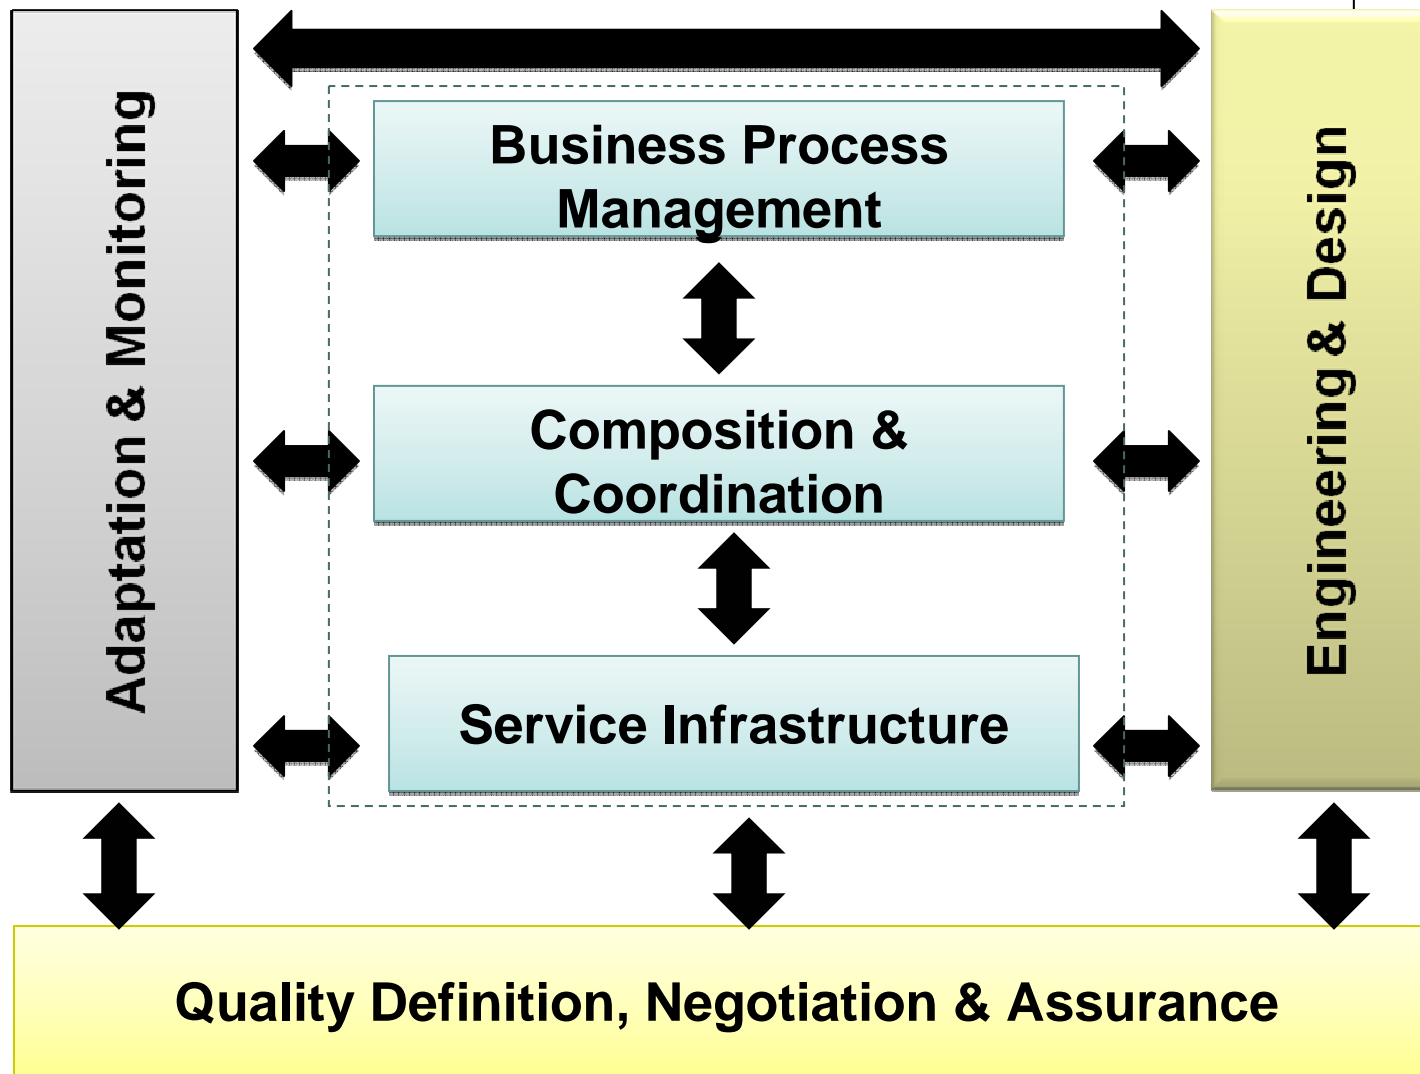 Adaptation & Monitoring
Business Process
Management
Composition &
Coordination
Service Infrastructure
Engineering & Design
Quality Definition, Negotiation & Assurance